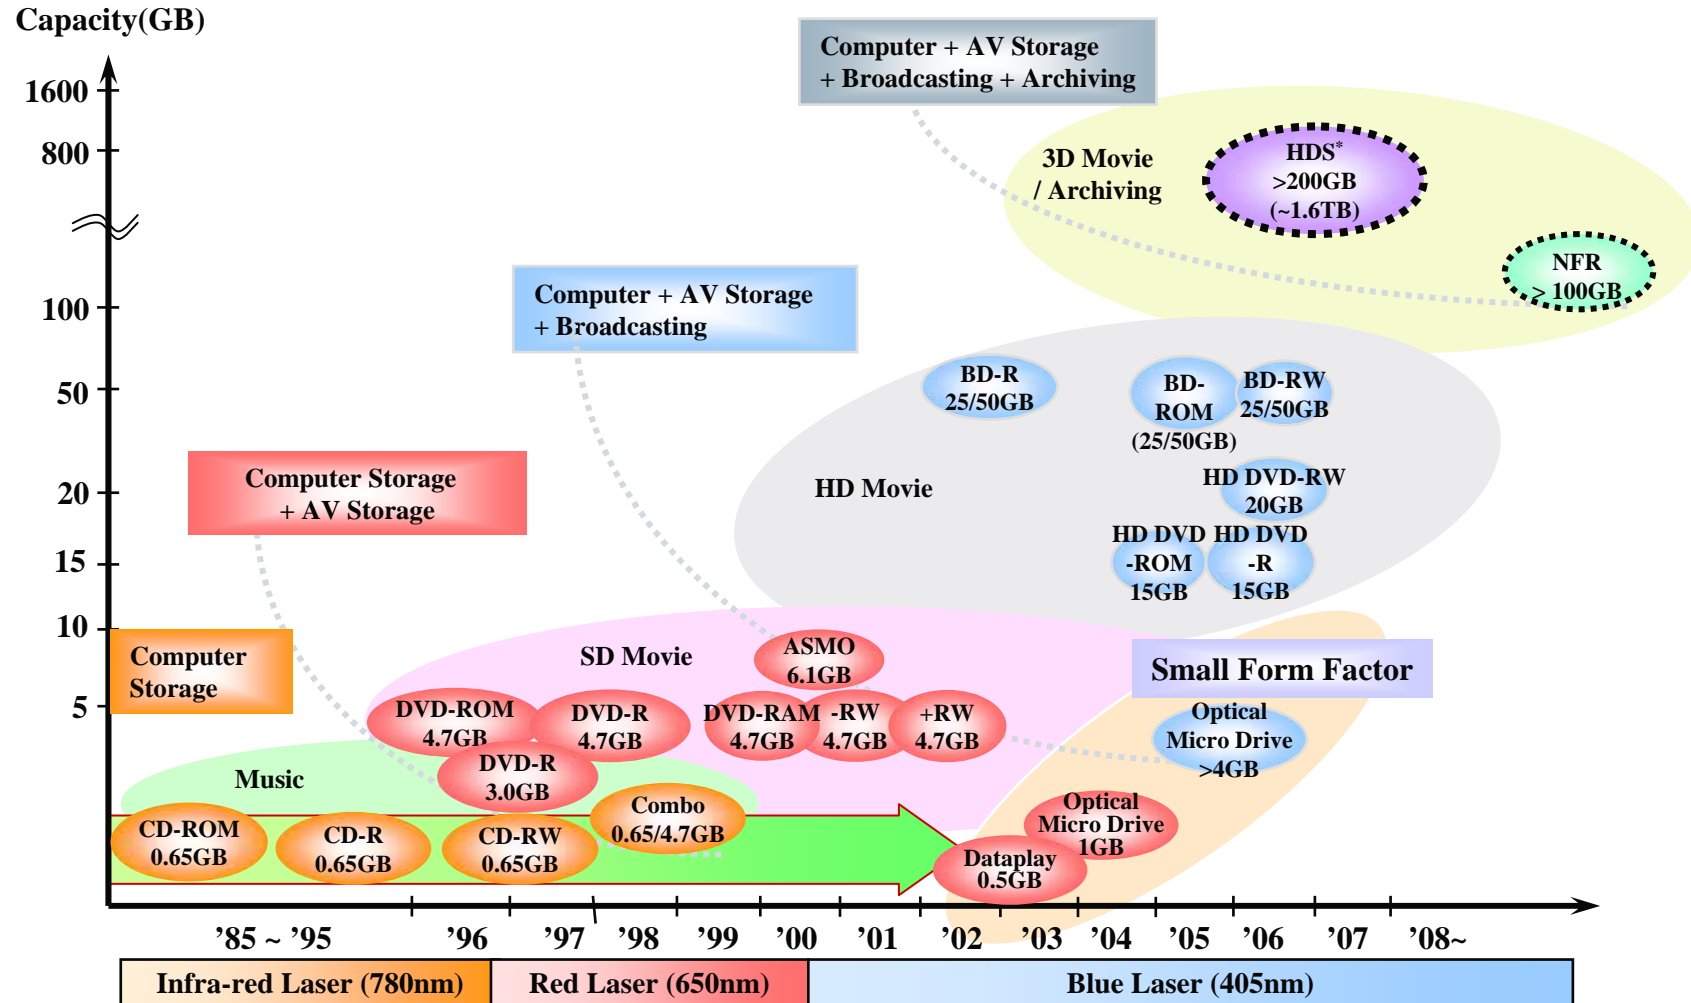 Capacity(GB)
1600
800
100
50
20
15
10
5
Computer + AV Storage
+ Broadcasting + Archiving
3D Movie
/ Archiving
HDS*
>200GB
(~1.6TB)
NFR
> 100GB
Computer + AV Storage
+ Broadcasting
BD-R
25/50GB
BD-
ROM
(25/50GB)
BD-RW
25/50GB
HD Movie
HD DVD-RW
20GB
HD DVD
-ROM
15GB
HD DVD
-R
15GB
Computer Storage
+ AV Storage
Computer
Storage
SD Movie
ASMO
6.1GB
Small Form Factor
DVD-ROM
4.7GB
DVD-R
4.7GB
DVD-RAM
4.7GB
-RW
4.7GB
+RW
4.7GB
Optical
Micro Drive
>4GB
DVD-R
3.0GB
Music
Combo
0.65/4.7GB
Optical
Micro Drive
1GB
CD-ROM
0.65GB
CD-R
0.65GB
CD-RW
0.65GB
Dataplay
0.5GB
’85 ~ ’95
’96
’97
’98
’99
’00
’01
’02
’03
’04
’05
’06
’07
’08~
Infra-red Laser (780nm)
Red Laser (650nm)
Blue Laser (405nm)